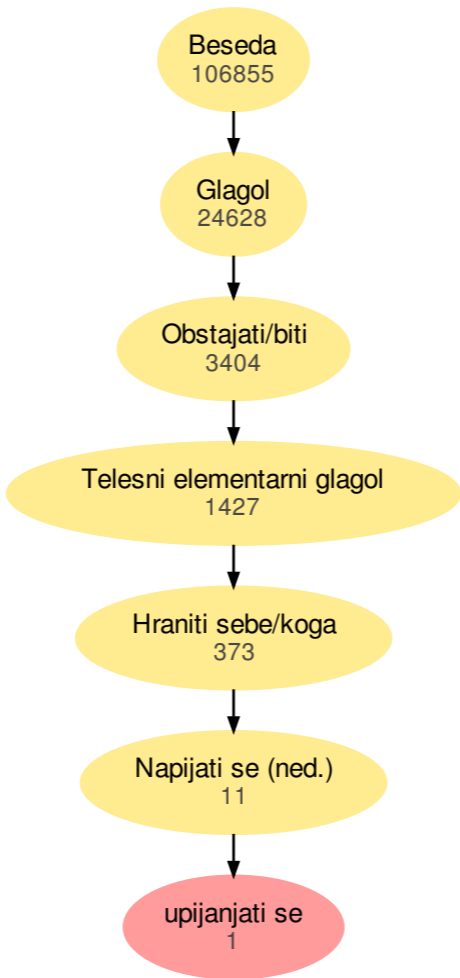 Beseda
106855
Glagol
24628
Obstajati/biti
3404
Telesni elementarni glagol
1427
Hraniti sebe/koga
373
Napijati se (ned.)
11
upijanjati se
1